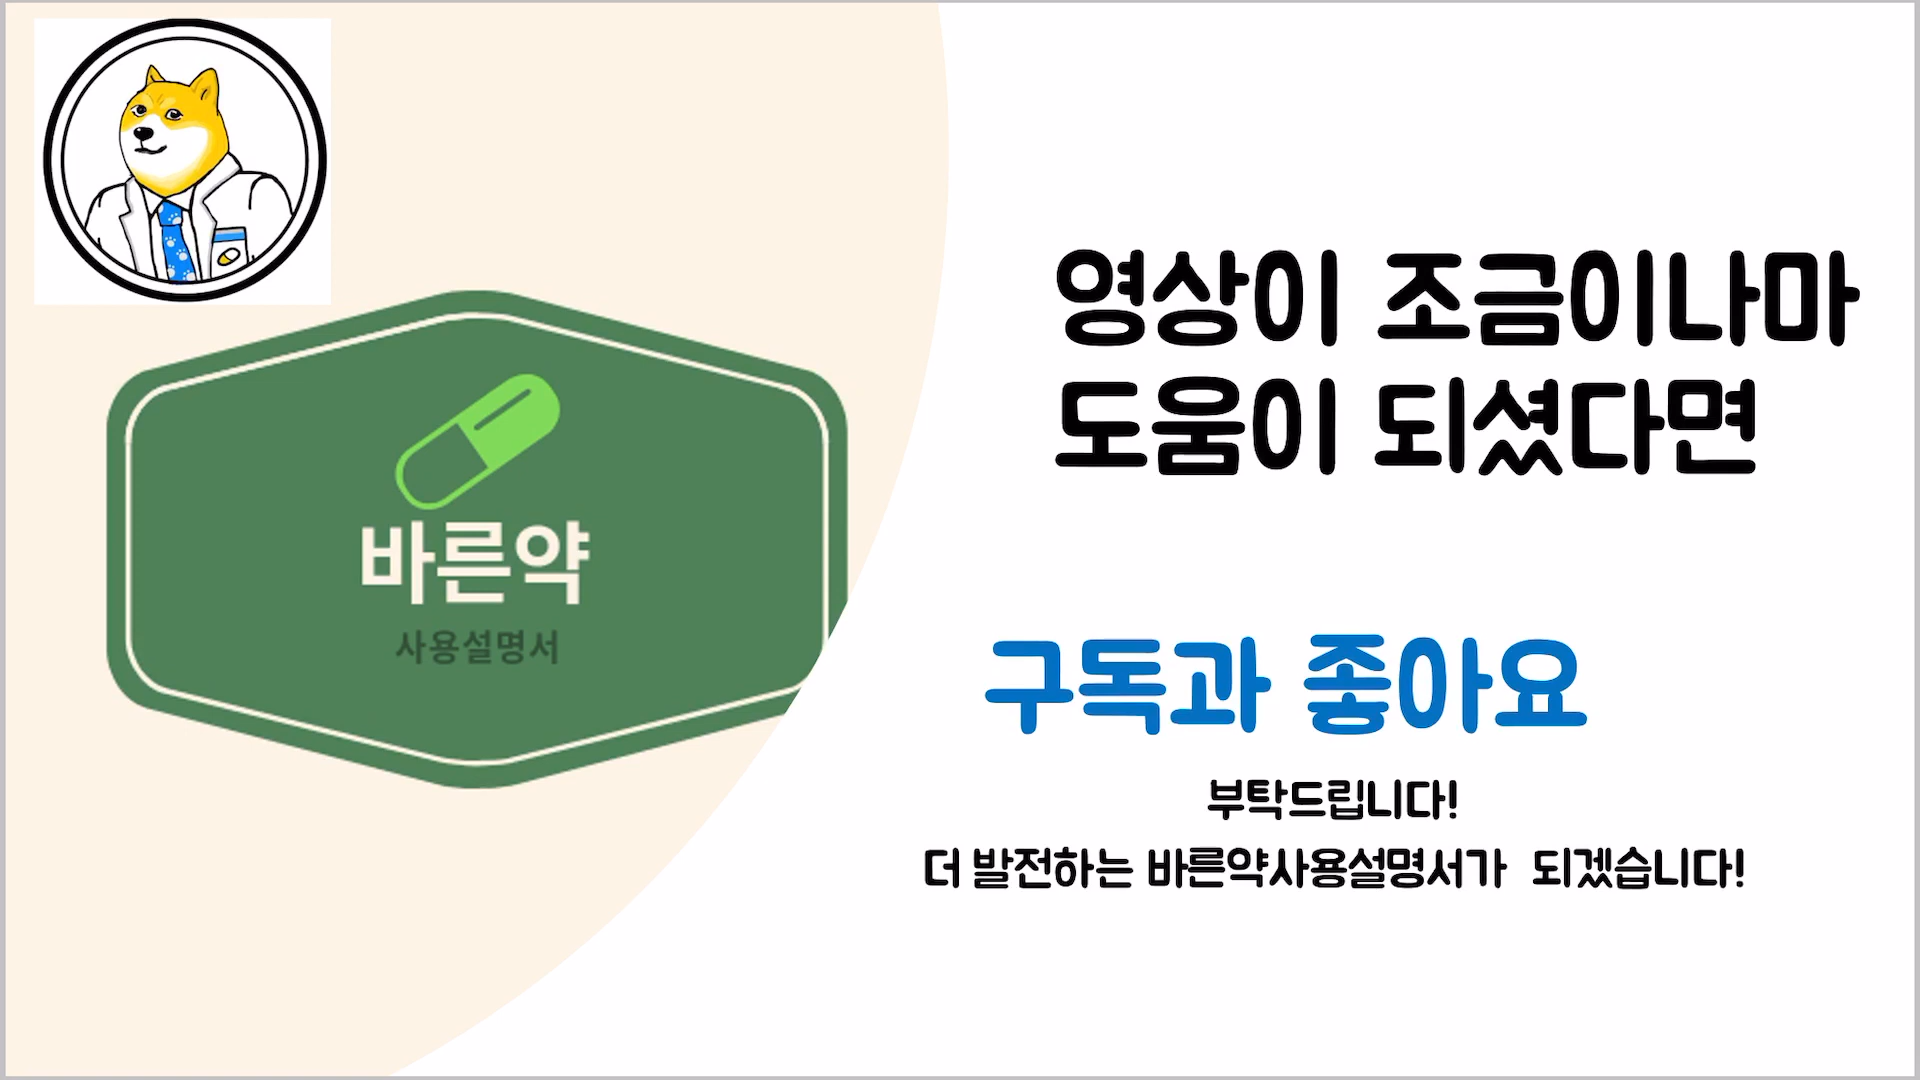 바른약
사용설명서
영상이 조금이나마
도움이 되셨다면
구독과 좋아요
부탁드립니다!
더 발전하는 바른약사용설명서가 되겠습니다!